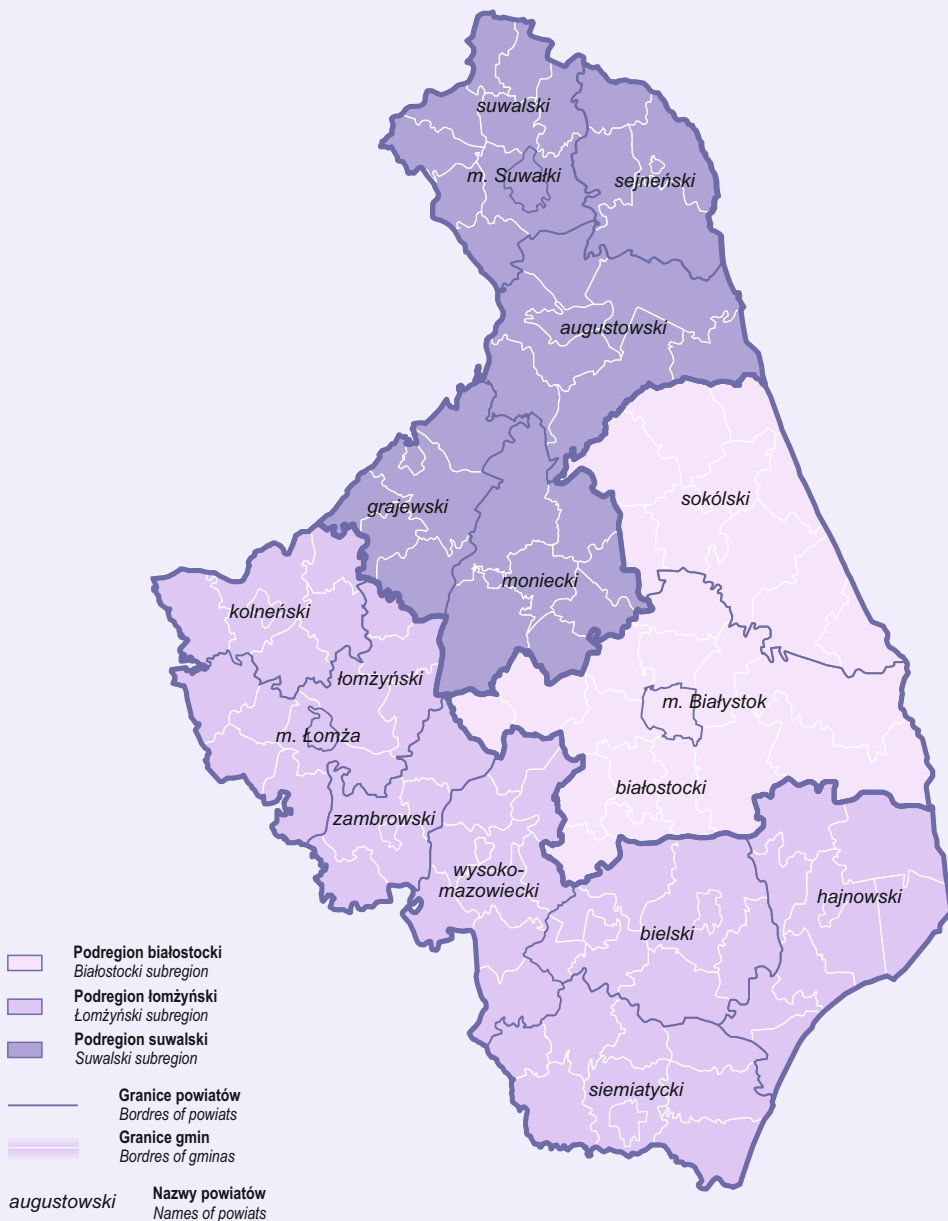 suwalski
m. Suwałki
sejneński
augustowski
sokólski
grajewski
moniecki
kolneński
łomżyński
m. Białystok
m. Łomża
białostocki
zambrowski
wysoko-
mazowiecki
hajnowski
bielski
siemiatycki
Podregion białostocki
Białostocki subregion
Podregion łomżyński
Łomżyński subregion
Podregion suwalski
Suwalski subregion
Granice powiatów
Bordres of powiats
Granice gmin
Bordres of gminas
augustowski
Nazwy powiatów
Names of powiats